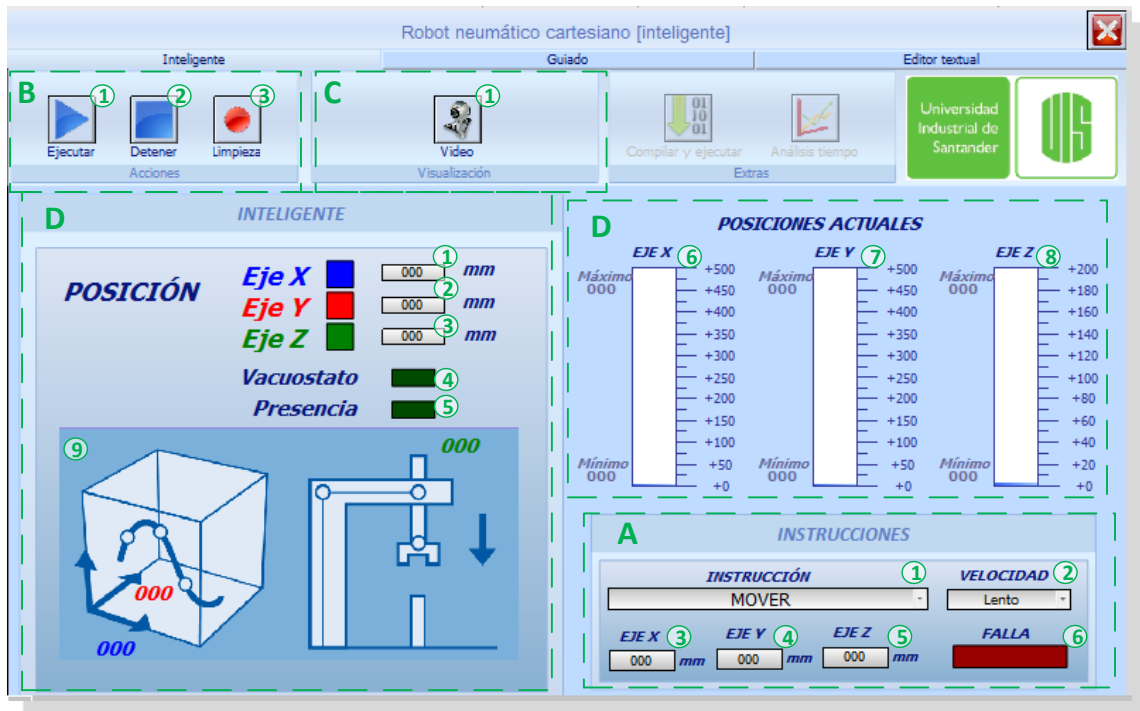 Robot neumático cartesiano [inteligente]
Inteligente
Guiado
Editor textual
B
1
2
3
Ejecutar
Detener
Limpieza
Acciones
C
1
Video
Visualización
01
10
01
Compilar y ejecutar
Análisis tiempo
Extras
Universidad
Industrial de
Santander
UIS
D
INTELIGENTE
POSICIÓN
Eje X
000
mm
1
Eje Y
000
mm
2
Eje Z
000
mm
3
Vacuostato
4
Presencia
5
9
000
000
000
D
POSICIONES ACTUALES
EJE X
6
Máximo
000
+500
+450
+400
+350
+300
+250
+200
+150
+100
+50
+0
Mínimo
000
EJE Y
7
Máximo
000
+500
+450
+400
+350
+300
+250
+200
+150
+100
+50
+0
Mínimo
000
EJE Z
8
Máximo
000
+200
+180
+160
+140
+120
+100
+80
+60
+40
+20
+0
Mínimo
000
A
INSTRUCCIONES
INSTRUCCIÓN
1
MOVER
VELOCIDAD
2
Lento
EJE X
3
000
mm
EJE Y
4
000
mm
EJE Z
5
000
mm
FALLA
6